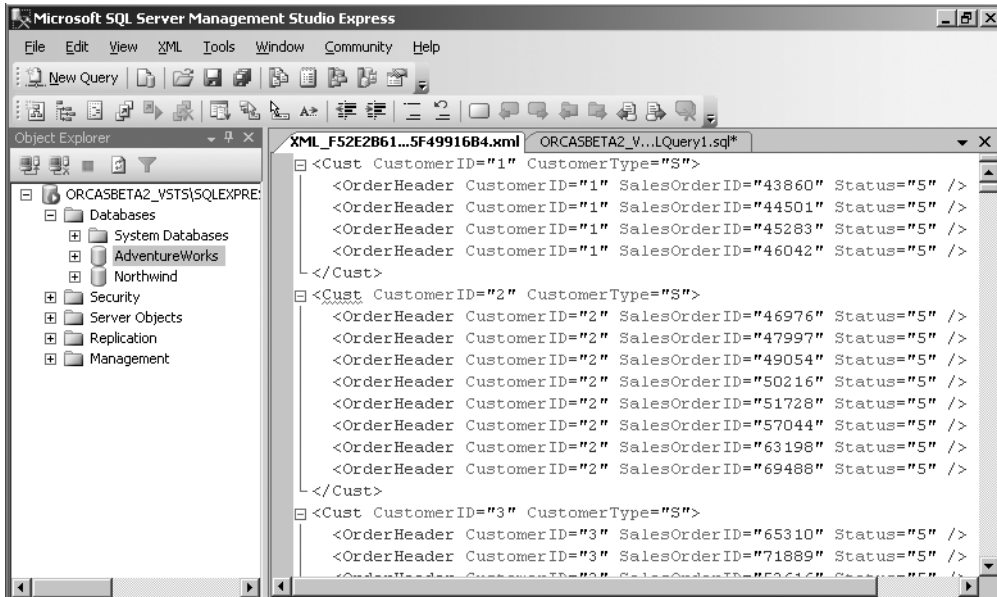 Microsoft SQL Server Management Studio Express
File Edit View XML Tools Window Community Help
New Query
Object Explorer
ORCASBETA2_VSTS\SQLEXPRE
Databases
System Databases
AdventureWorks
Northwind
Security
Server Objects
Replication
Management
XML_F52E2B61...5F49916B4.xml ORCASBETA2_V...LQuery1.sql*
<Cust CustomerID="1" CustomerType="S">
<OrderHeader CustomerID="1" SalesOrderID="43860" Status="5" />
<OrderHeader CustomerID="1" SalesOrderID="44501" Status="5" />
<OrderHeader CustomerID="1" SalesOrderID="45283" Status="5" />
<OrderHeader CustomerID="1" SalesOrderID="46042" Status="5" />
</Cust>
<Cust CustomerID="2" CustomerType="S">
<OrderHeader CustomerID="2" SalesOrderID="46976" Status="5" />
<OrderHeader CustomerID="2" SalesOrderID="47997" Status="5" />
<OrderHeader CustomerID="2" SalesOrderID="49054" Status="5" />
<OrderHeader CustomerID="2" SalesOrderID="50216" Status="5" />
<OrderHeader CustomerID="2" SalesOrderID="51728" Status="5" />
<OrderHeader CustomerID="2" SalesOrderID="57044" Status="5" />
<OrderHeader CustomerID="2" SalesOrderID="63198" Status="5" />
<OrderHeader CustomerID="2" SalesOrderID="69488" Status="5" />
</Cust>
<Cust CustomerID="3" CustomerType="S">
<OrderHeader CustomerID="3" SalesOrderID="65310" Status="5" />
<OrderHeader CustomerID="3" SalesOrderID="71889" Status="5" />